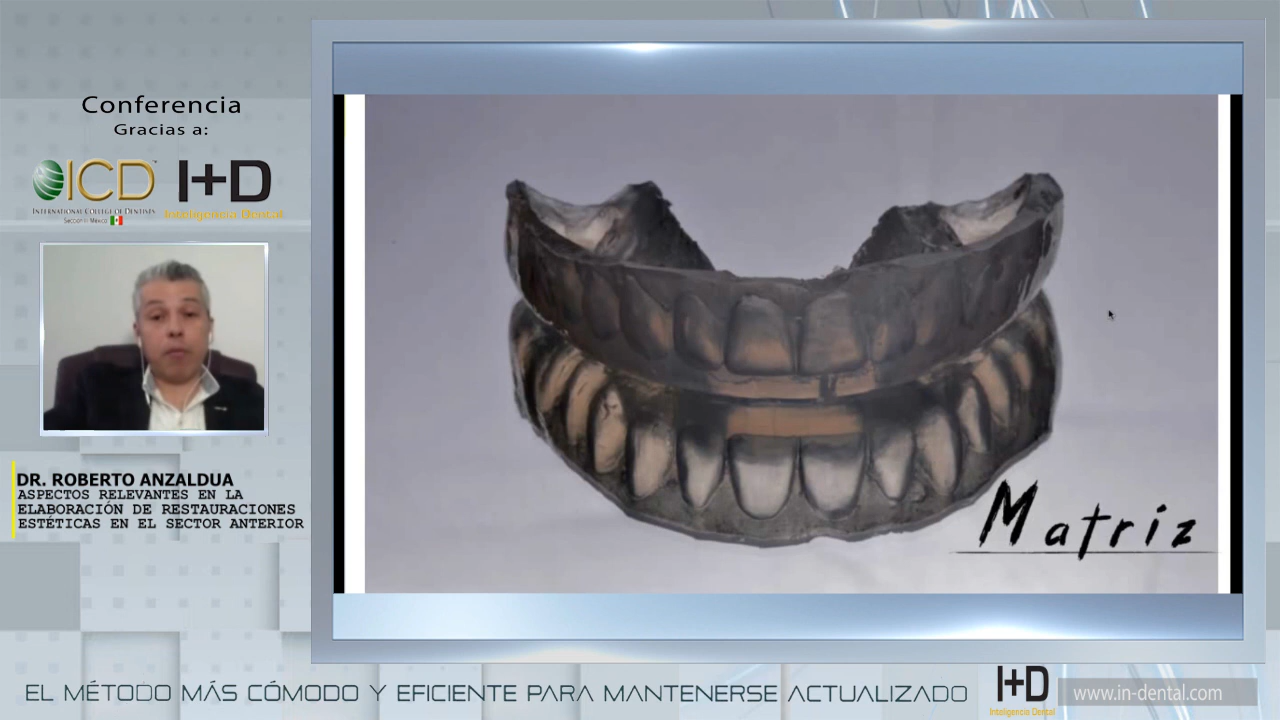 Conferencia
Gracias a:
ICD I+D
INTERNATIONAL COLLEGE OF DENTISTS
Inteligencia Dental
Sección México
DR. ROBERTO ANZALDUA
ASPECTOS RELEVANTES EN LA
ELABORACIÓN DE RESTAURACIONES
ESTÉTICAS EN EL SECTOR ANTERIOR
Matriz
EL MÉTODO MÁS CÓMODO Y EFICIENTE PARA MANTENERSE ACTUALIZADO
I+D
Inteligencia Dental
www.in-dental.com